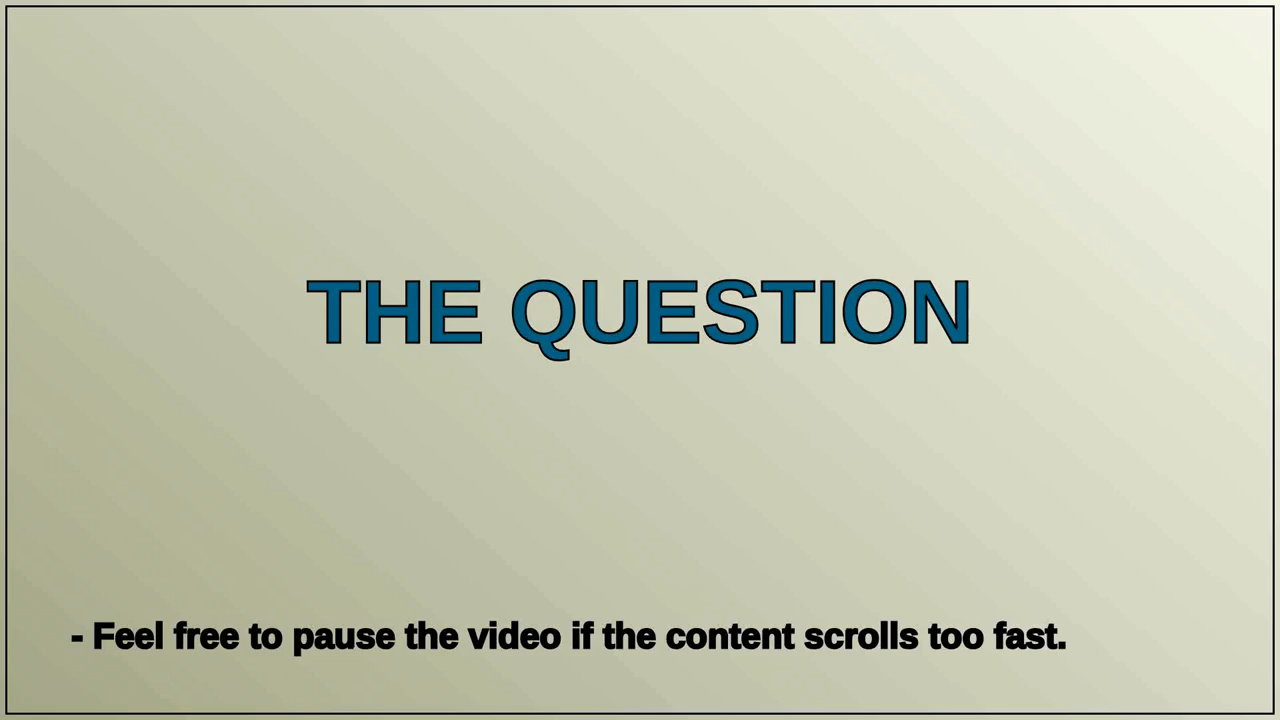 THE QUESTION
- Feel free to pause the video if the content scrolls too fast.